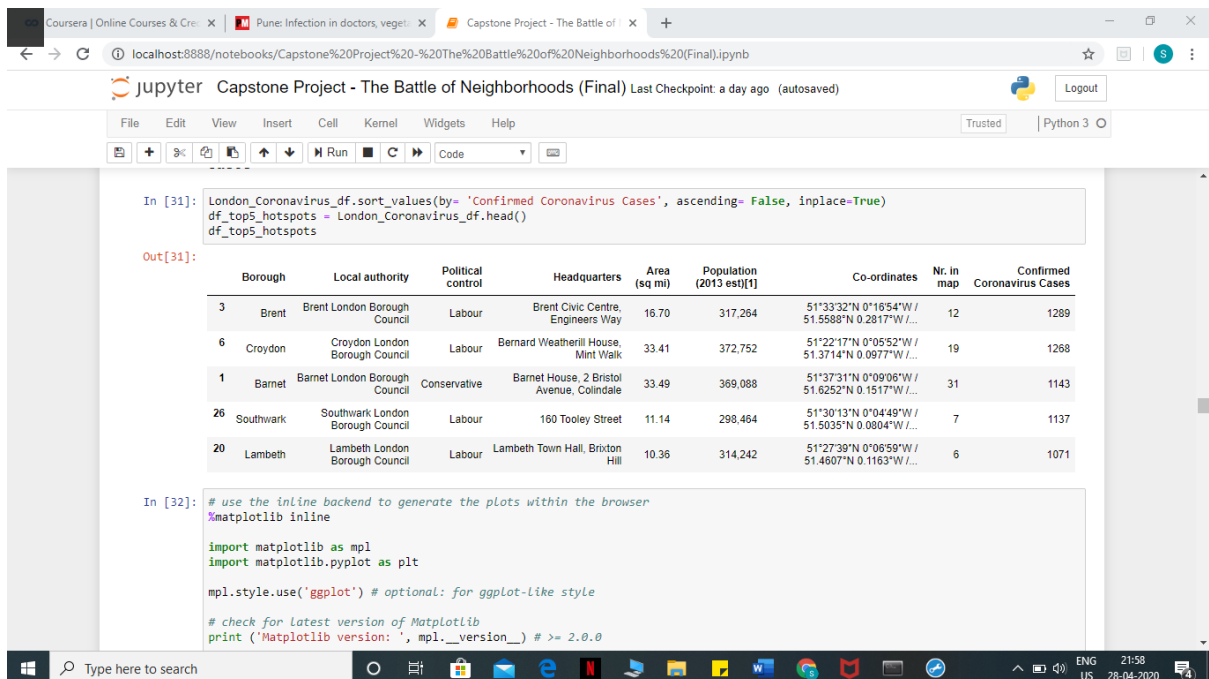 Coursera | Online Courses & Cred
Pune: Infection in doctors, vegeta
Capstone Project - The Battle of
localhost:8888/notebooks/Capstone%20Project%20-%20The%20Battle%20of%20Neighborhoods%20(Final).ipynb
S
jupyter Capstone Project - The Battle of Neighborhoods (Final) Last Checkpoint: a day ago (autosaved)
Logout
File Edit View Insert Cell Kernel Widgets Help
Trusted
Python 3
Run
Code
In [31]: London_Coronavirus_df.sort_values(by= 'Confirmed Coronavirus Cases', ascending= False, inplace=True)
df_top5_hotspots = London_Coronavirus_df.head()
df_top5_hotspots
Out[31]:
Borough Local authority Political control Headquarters Area (sq mi) Population (2013 est)[1] Co-ordinates Nr. in map Confirmed Coronavirus Cases
3 Brent Brent London Borough Council Labour Brent Civic Centre, Engineers Way 16.70 317,264 51°33′32″N 0°16′54″W / 51.5588°N 0.2817°W /... 12 1289
6 Croydon Croydon London Borough Council Labour Bernard Weatherill House, Mint Walk 33.41 372,752 51°22′17″N 0°05′52″W / 51.3714°N 0.0977°W /... 19 1268
1 Barnet Barnet London Borough Council Conservative Barnet House, 2 Bristol Avenue, Colindale 33.49 369,088 51°37′31″N 0°09′06″W / 51.6252°N 0.1517°W /... 31 1143
26 Southwark Southwark London Borough Council Labour 160 Tooley Street 11.14 298,464 51°30′13″N 0°04′49″W / 51.5035°N 0.0804°W /... 7 1137
20 Lambeth Lambeth London Borough Council Labour Lambeth Town Hall, Brixton Hill 10.36 314,242 51°27′39″N 0°06′59″W / 51.4607°N 0.1163°W /... 6 1071
In [32]: # use the inline backend to generate the plots within the browser
%matplotlib inline
import matplotlib as mpl
import matplotlib.pyplot as plt
mpl.style.use('ggplot') # optional: for ggplot-like style
# check for latest version of Matplotlib
print ('Matplotlib version: ', mpl.__version__) # >= 2.0.0
Type here to search
ENG
US
21:58
28-04-2020